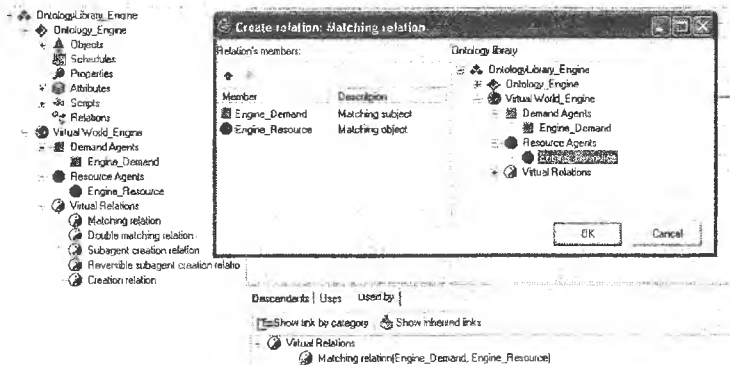 OntologyLibrary_Engine
Ontology_Engine
Objects
Schedules
Properties
Attributes
Scripts
Relations
Virtual World_Engine
Demand Agents
Engine_Demand
Resource Agents
Engine_Resource
Virtual Relations
Matching relation
Double matching relation
Subagent creation relation
Reversible subagent creation relatio
Creation relation
Create relation: Matching relation
Relation's members:
Member Description
Engine_Demand Matching subject
Engine_Resource Matching object
Ontology library
OntologyLibrary_Engine
Ontology_Engine
Virtual World_Engine
Demand Agents
Engine_Demand
Resource Agents
Engine_Resource
Virtual Relations
OK Cancel
Descendants Uses Used by
Show link by category Show inherited links
Virtual Relations
Matching relation(Engine_Demand, Engine_Resource)